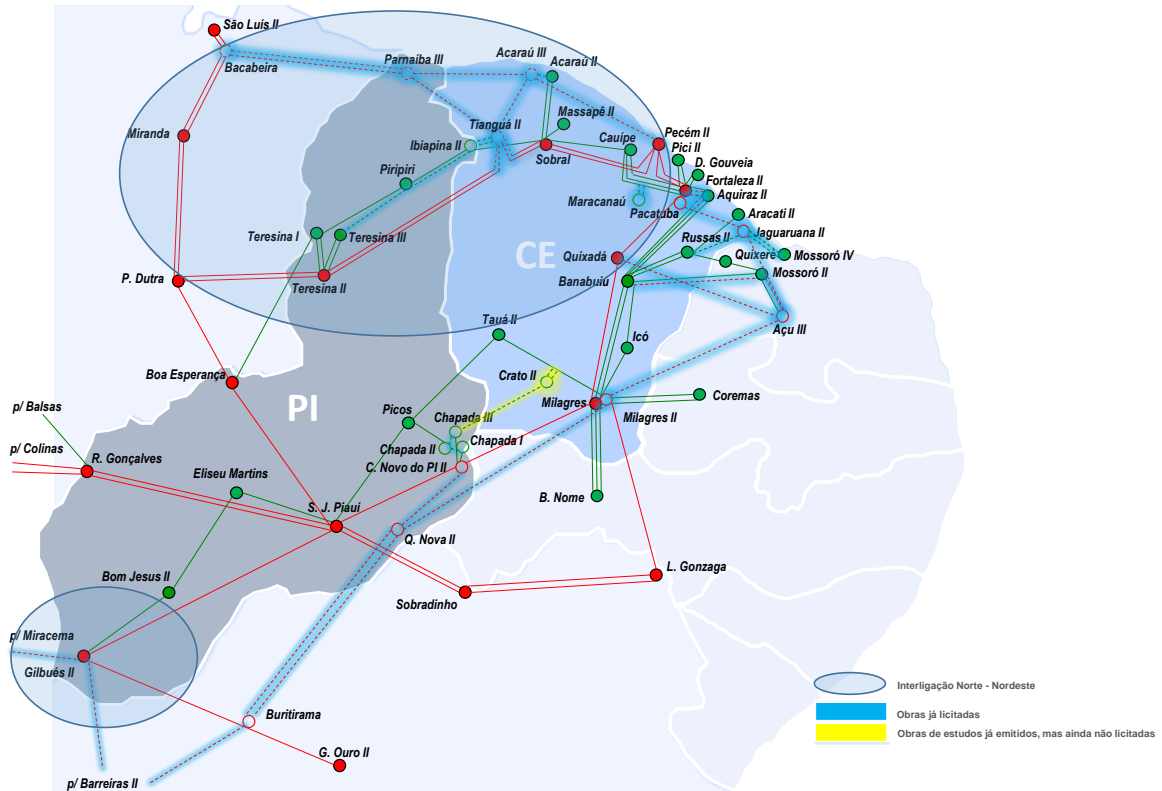 São Luís II
Bacabeira
Parnaíba III
Acaraú III
Acaraú II
Massapê II
Tianguá II
Ibiapina II
Sobral
Cauípe
Pecém II
Pici II
D. Gouveia
Fortaleza II
Aquiraz II
Miranda
Piripiri
Maracanaú
Pacatuba
Aracati II
Jaguaruana II
Teresina I
Teresina III
CE
Russas II
Quixeré
Mossoró IV
Quixadá
Mossoró II
P. Dutra
Teresina II
Banabuiú
Açu III
Tauá II
Icó
Boa Esperança
Crato II
PI
Milagres
Coremas
Milagres II
p/ Balsas
Picos
Chapada III
Chapada I
Chapada II
p/ Colinas
R. Gonçalves
C. Novo do PI II
Eliseu Martins
B. Nome
S. J. Piauí
Q. Nova II
L. Gonzaga
Bom Jesus II
Sobradinho
p/ Miracema
Gilbués II
Buritirama
G. Ouro II
p/ Barreiras II
Interligação Norte - Nordeste
Obras já licitadas
Obras de estudos já emitidos, mas ainda não licitadas